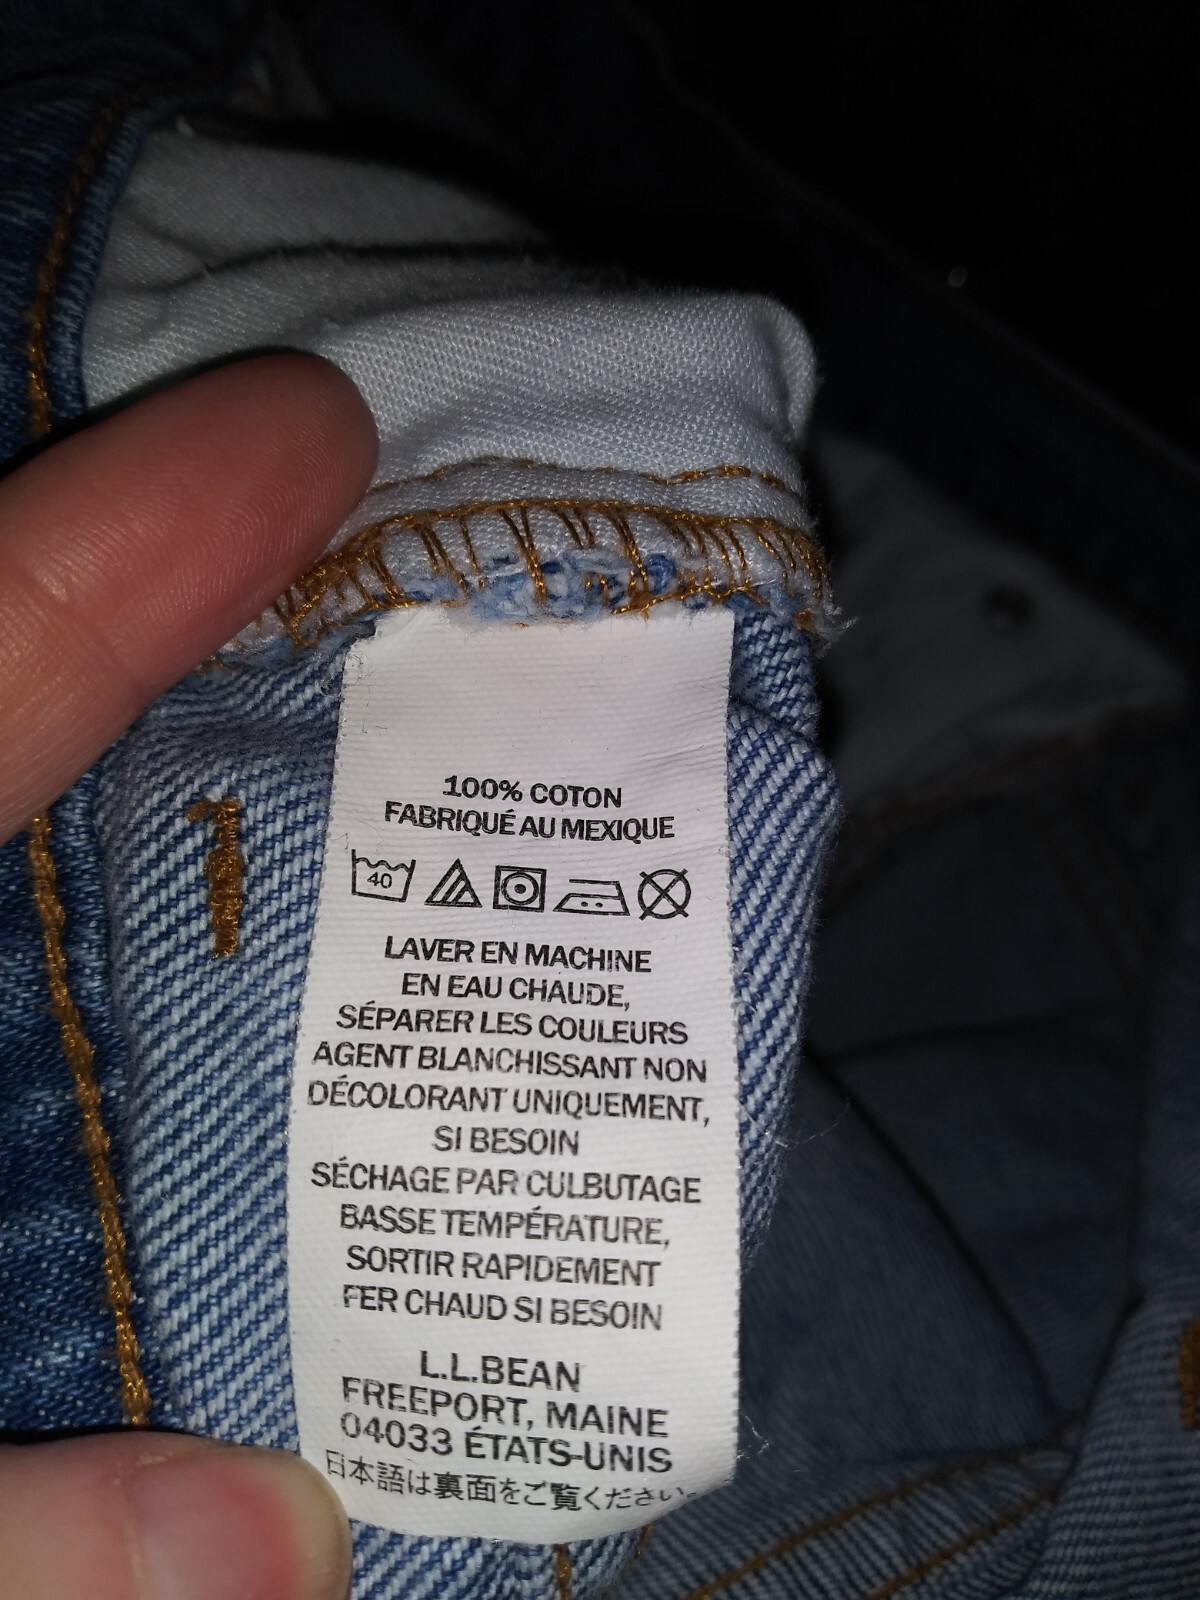 100% COTON
FABRIQUÉ AU MEXIQUE
40
LAVER EN MACHINE
EN EAU CHAUDE,
SÉPARER LES COULEURS
AGENT BLANCHISSANT NON
DÉCOLORANT UNIQUEMENT,
SI BESOIN
SÉCHAGE PAR CULBUTAGE
BASSE TEMPÉRATURE,
SORTIR RAPIDEMENT
FER CHAUD SI BESOIN
L.L.BEAN
FREEPORT, MAINE
04033 ÉTATS-UNIS
日本語は裏面をご覧ください。